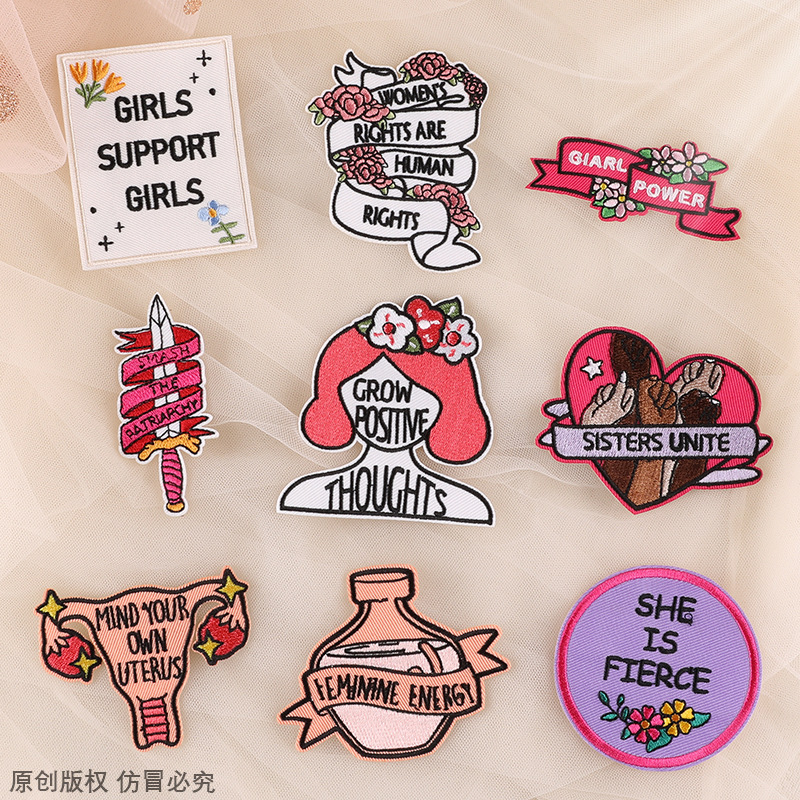 GIRLS
SUPPORT
GIRLS
WOMEN'S
RIGHTS ARE
HUMAN
RIGHTS
GIARL
POWER
SMASH
THE
PATRIARCHY
GROW
POSITIVE
THOUGHTS
SISTERS UNITE
MIND YOUR
OWN
UTERUS
FEMININE ENERGY
SHE
IS
FIERCE
原创版权 仿冒必究